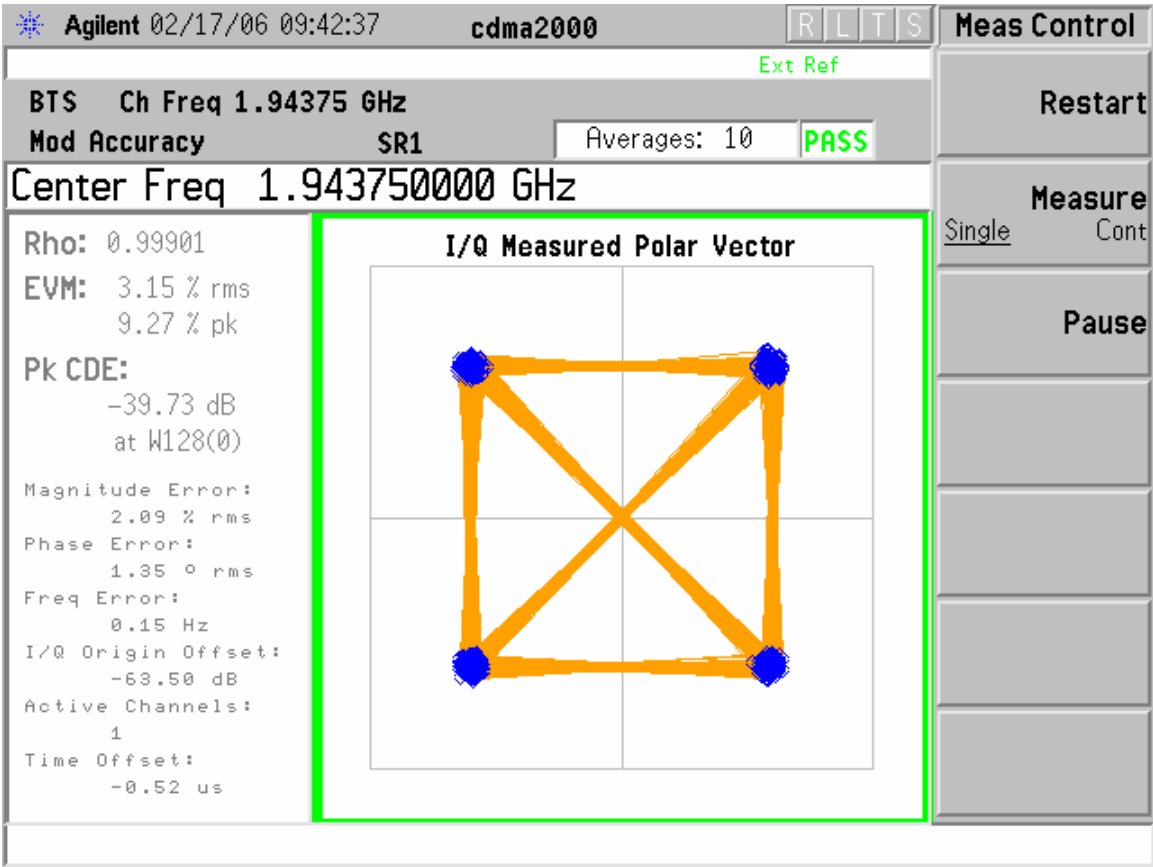 Agilent 02/17/06 09:42:37 cdma2000 R L T S
Ext Ref
BTS Ch Freq 1.94375 GHz
Mod Accuracy SR1 Averages: 10 PASS
Center Freq 1.943750000 GHz
Rho: 0.99901
EVM: 3.15 % rms
9.27 % pk
Pk CDE:
-39.73 dB
at W128(0)
Magnitude Error:
2.09 % rms
Phase Error:
1.35 º rms
Freq Error:
0.15 Hz
I/Q Origin Offset:
-63.50 dB
Active Channels:
1
Time Offset:
-0.52 us
I/Q Measured Polar Vector
Meas Control
Restart
Measure
Single Cont
Pause